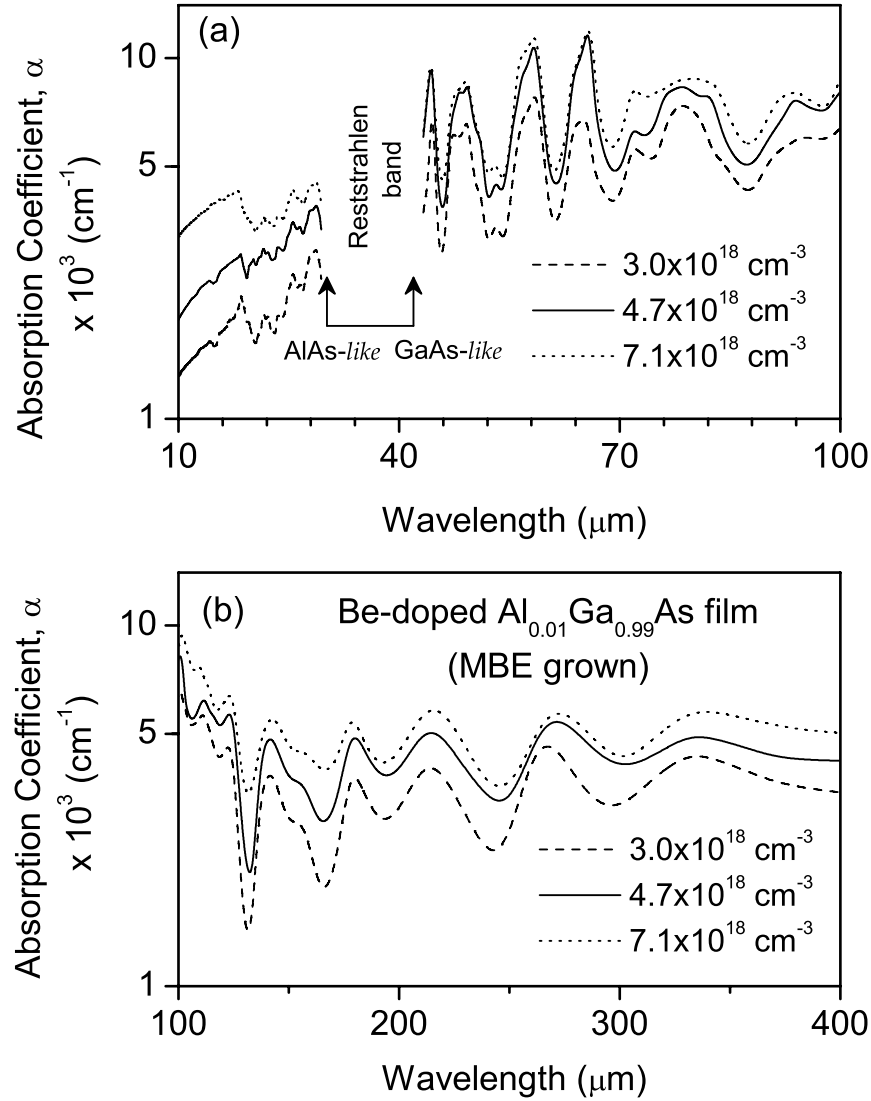 (a)
Absorption Coefficient, α
x 10³ (cm⁻¹)
10
5
1
Reststrahlen
band
3.0x10¹⁸ cm⁻³
4.7x10¹⁸ cm⁻³
7.1x10¹⁸ cm⁻³
AlAs-like GaAs-like
10 40 70 100
Wavelength (μm)
(b)
Be-doped Al₀.₀₁Ga₀.₉₉As film
(MBE grown)
Absorption Coefficient, α
x 10³ (cm⁻¹)
10
5
1
3.0x10¹⁸ cm⁻³
4.7x10¹⁸ cm⁻³
7.1x10¹⁸ cm⁻³
100 200 300 400
Wavelength (μm)